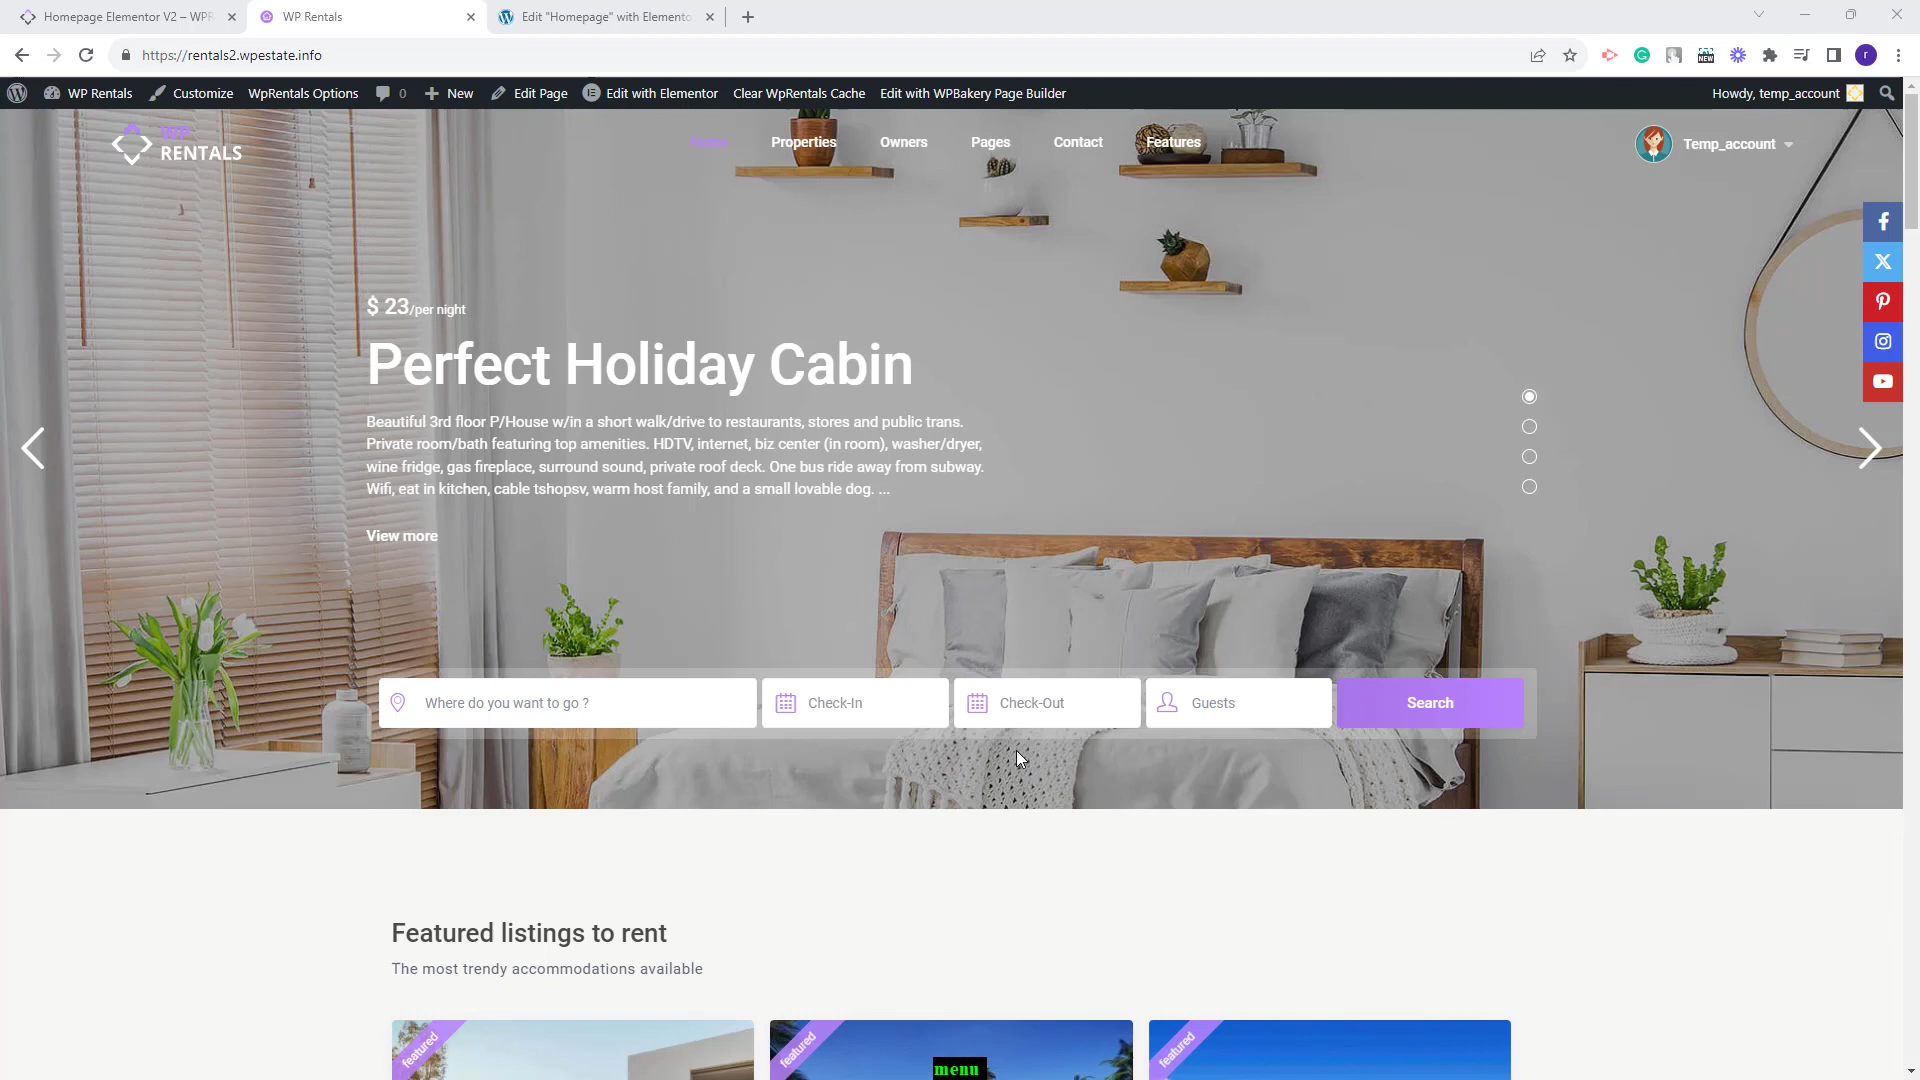 Homepage Elementor V2 – WPR
WP Rentals
Edit "Homepage" with Elemento
https://rentals2.wpestate.info
NEW
r
WP Rentals
Customize
WpRentals Options
0
New
Edit Page
Edit with Elementor
Clear WpRentals Cache
Edit with WPBakery Page Builder
Howdy, temp_account
WP
RENTALS
Home
Properties
Owners
Pages
Contact
Features
Temp_account
$ 23/per night
Perfect Holiday Cabin
Beautiful 3rd floor P/House w/in a short walk/drive to restaurants, stores and public trans.
Private room/bath featuring top amenities. HDTV, internet, biz center (in room), washer/dryer,
wine fridge, gas fireplace, surround sound, private roof deck. One bus ride away from subway.
Wifi, eat in kitchen, cable tshopsv, warm host family, and a small lovable dog. ...
View more
Where do you want to go ?
Check-In
Check-Out
Guests
Search
Featured listings to rent
The most trendy accommodations available
featured
featured
featured
menu